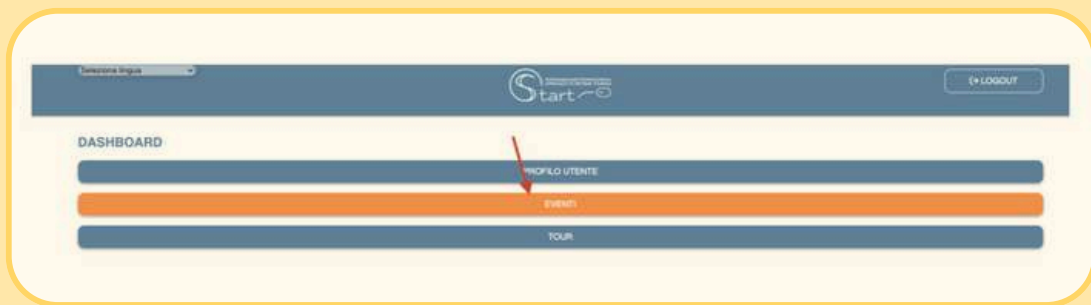 Seleziona lingua
Start
LOGOUT
DASHBOARD
PROFILO UTENTE
EVENTI
TOUR